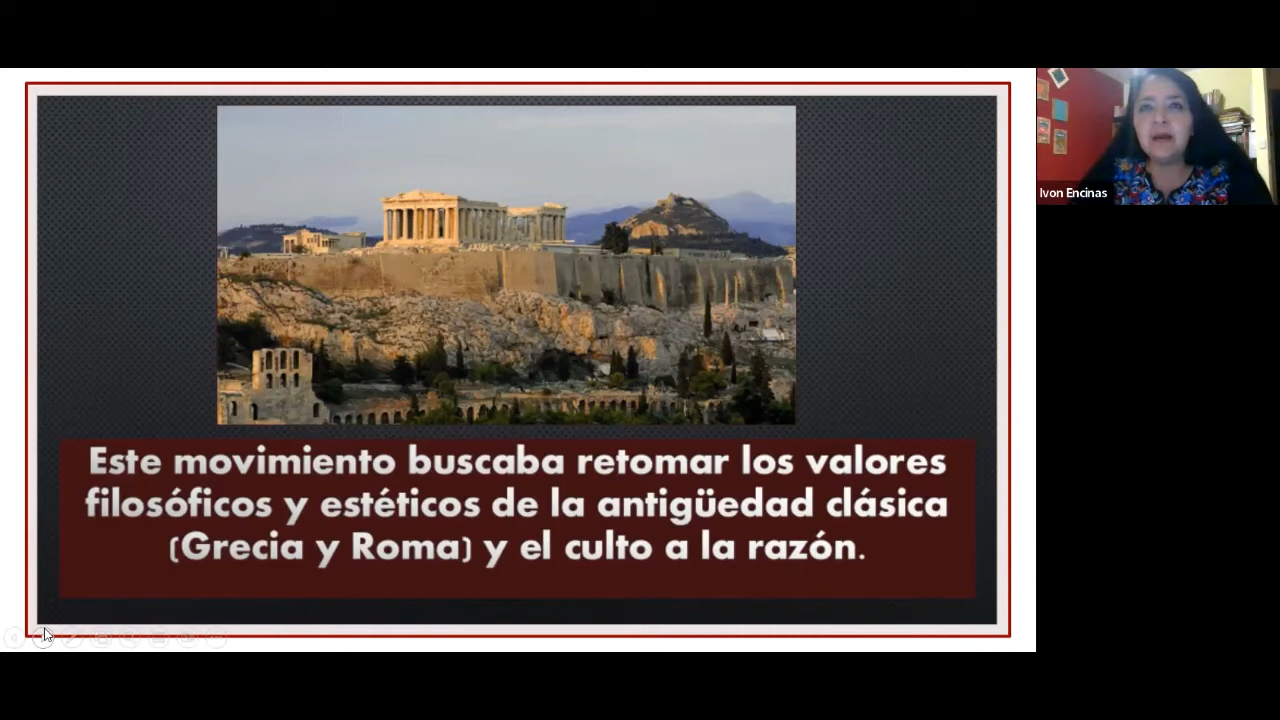 Ivon Encinas
Este movimiento buscaba retomar los valores
filosóficos y estéticos de la antigüedad clásica
(Grecia y Roma) y el culto a la razón.